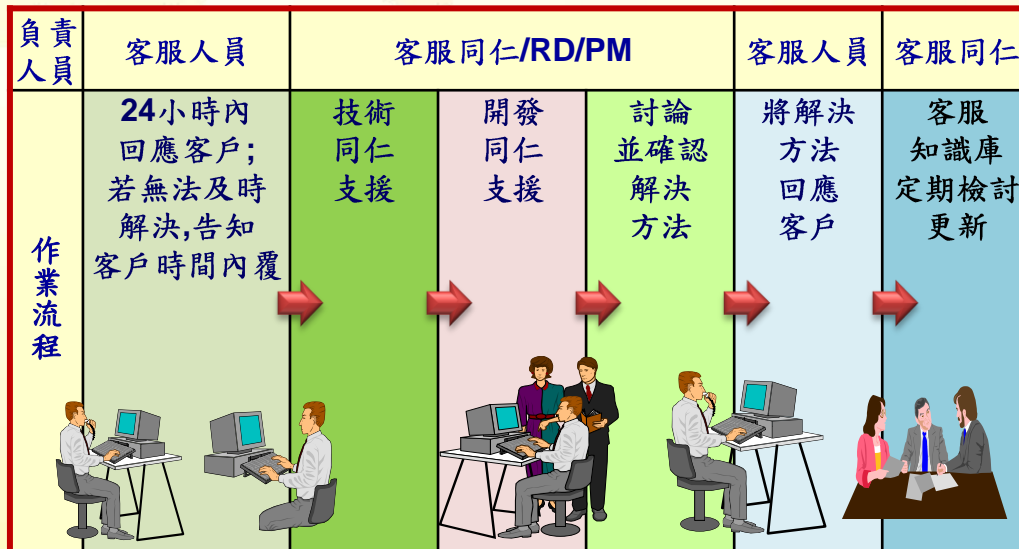 負責
人員
客服人員
客服同仁/RD/PM
客服人員
客服同仁
作業流程
24小時內
回應客戶;
若無法及時
解決,告知
客戶時間內覆
技術
同仁
支援
開發
同仁
支援
討論
並確認
解決
方法
將解決
方法
回應
客戶
客服
知識庫
定期檢討
更新